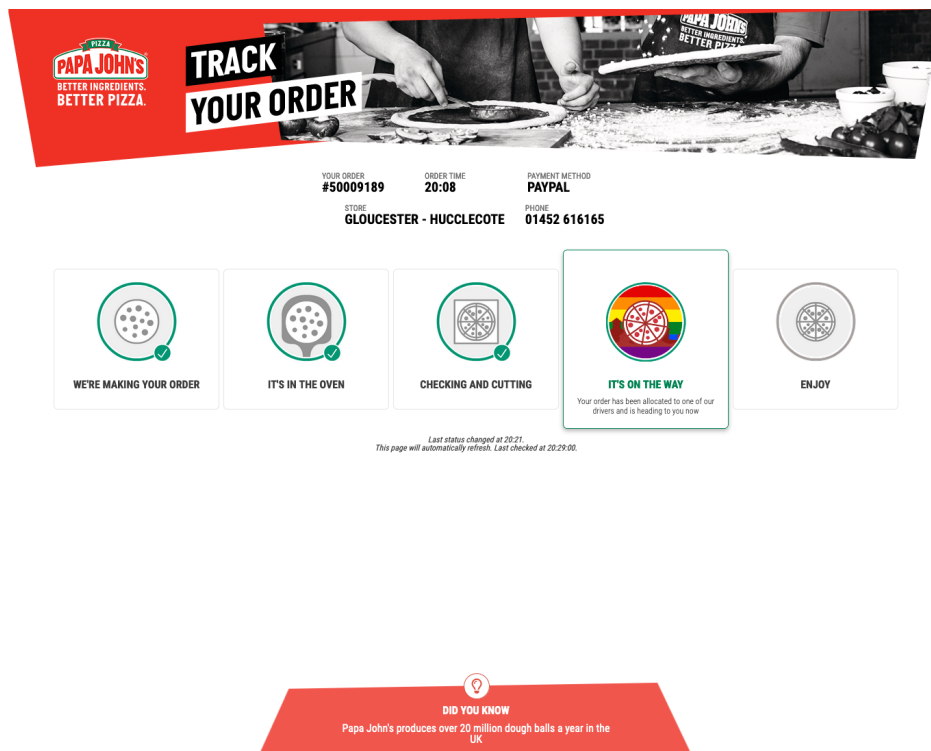 PIZZA
PAPA JOHN'S
BETTER INGREDIENTS.
BETTER PIZZA.
TRACK
YOUR ORDER
PAPA JOHN'S
BETTER INGREDIENTS.
BETTER PIZZA.
YOUR ORDER
#50009189
ORDER TIME
20:08
PAYMENT METHOD
PAYPAL
STORE
GLOUCESTER - HUCCLECOTE
PHONE
01452 616165
WE'RE MAKING YOUR ORDER
IT'S IN THE OVEN
CHECKING AND CUTTING
IT'S ON THE WAY
Your order has been allocated to one of our
drivers and is heading to you now
ENJOY
Last status changed at 20:21.
This page will automatically refresh. Last checked at 20:29:00.
DID YOU KNOW
Papa John's produces over 20 million dough balls a year in the
UK